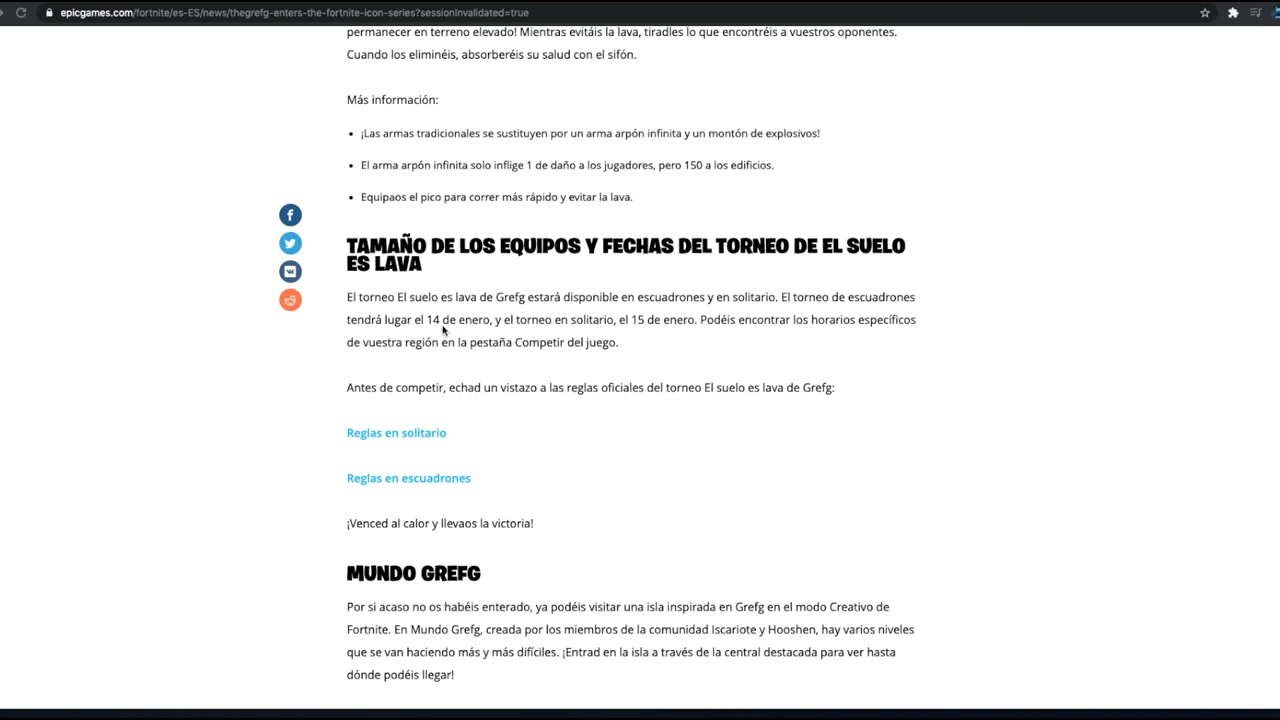 epicgames.com/fortnite/es-ES/news/thegrefg-enters-the-fortnite-icon-series?sessionInvalidated=true
permanecer en terreno elevado! Mientras evitáis la lava, tiradles lo que encontréis a vuestros oponentes.
Cuando los eliminéis, absorberéis su salud con el sifón.
Más información:
• ¡Las armas tradicionales se sustituyen por un arma arpón infinita y un montón de explosivos!
• El arma arpón infinita solo inflige 1 de daño a los jugadores, pero 150 a los edificios.
• Equipaos el pico para correr más rápido y evitar la lava.
TAMAÑO DE LOS EQUIPOS Y FECHAS DEL TORNEO DE EL SUELO
ES LAVA
El torneo El suelo es lava de Grefg estará disponible en escuadrones y en solitario. El torneo de escuadrones
tendrá lugar el 14 de enero, y el torneo en solitario, el 15 de enero. Podéis encontrar los horarios específicos
de vuestra región en la pestaña Competir del juego.
Antes de competir, echad un vistazo a las reglas oficiales del torneo El suelo es lava de Grefg:
Reglas en solitario
Reglas en escuadrones
¡Venced al calor y llevaos la victoria!
MUNDO GREFG
Por si acaso no os habéis enterado, ya podéis visitar una isla inspirada en Grefg en el modo Creativo de
Fortnite. En Mundo Grefg, creada por los miembros de la comunidad Iscariote y Hooshen, hay varios niveles
que se van haciendo más y más difíciles. ¡Entrad en la isla a través de la central destacada para ver hasta
dónde podéis llegar!